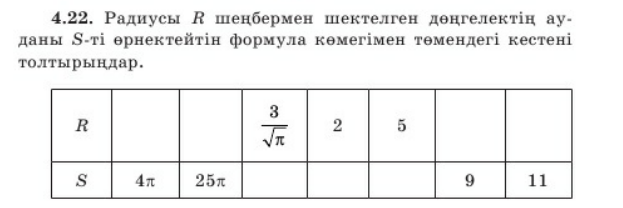 4.22. Радиусы R шеңбермен шектелген дөңгелектің ау-
даны S-ті өрнектейтін формула көмегімен төмендегі кестені
толтырыңдар.
R 3/√π 2 5
S 4π 25π 9 11